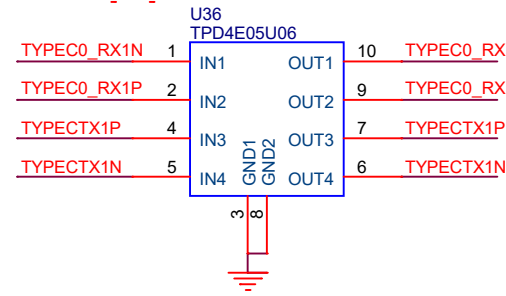 U36
TPD4E05U06
TYPEC0_RX1N 1 IN1 OUT1 10 TYPEC0_RX
TYPEC0_RX1P 2 IN2 OUT2 9 TYPEC0_RX
TYPECTX1P 4 IN3 OUT3 7 TYPECTX1P
TYPECTX1N 5 IN4 OUT4 6 TYPECTX1N
GND1 GND2
3 8